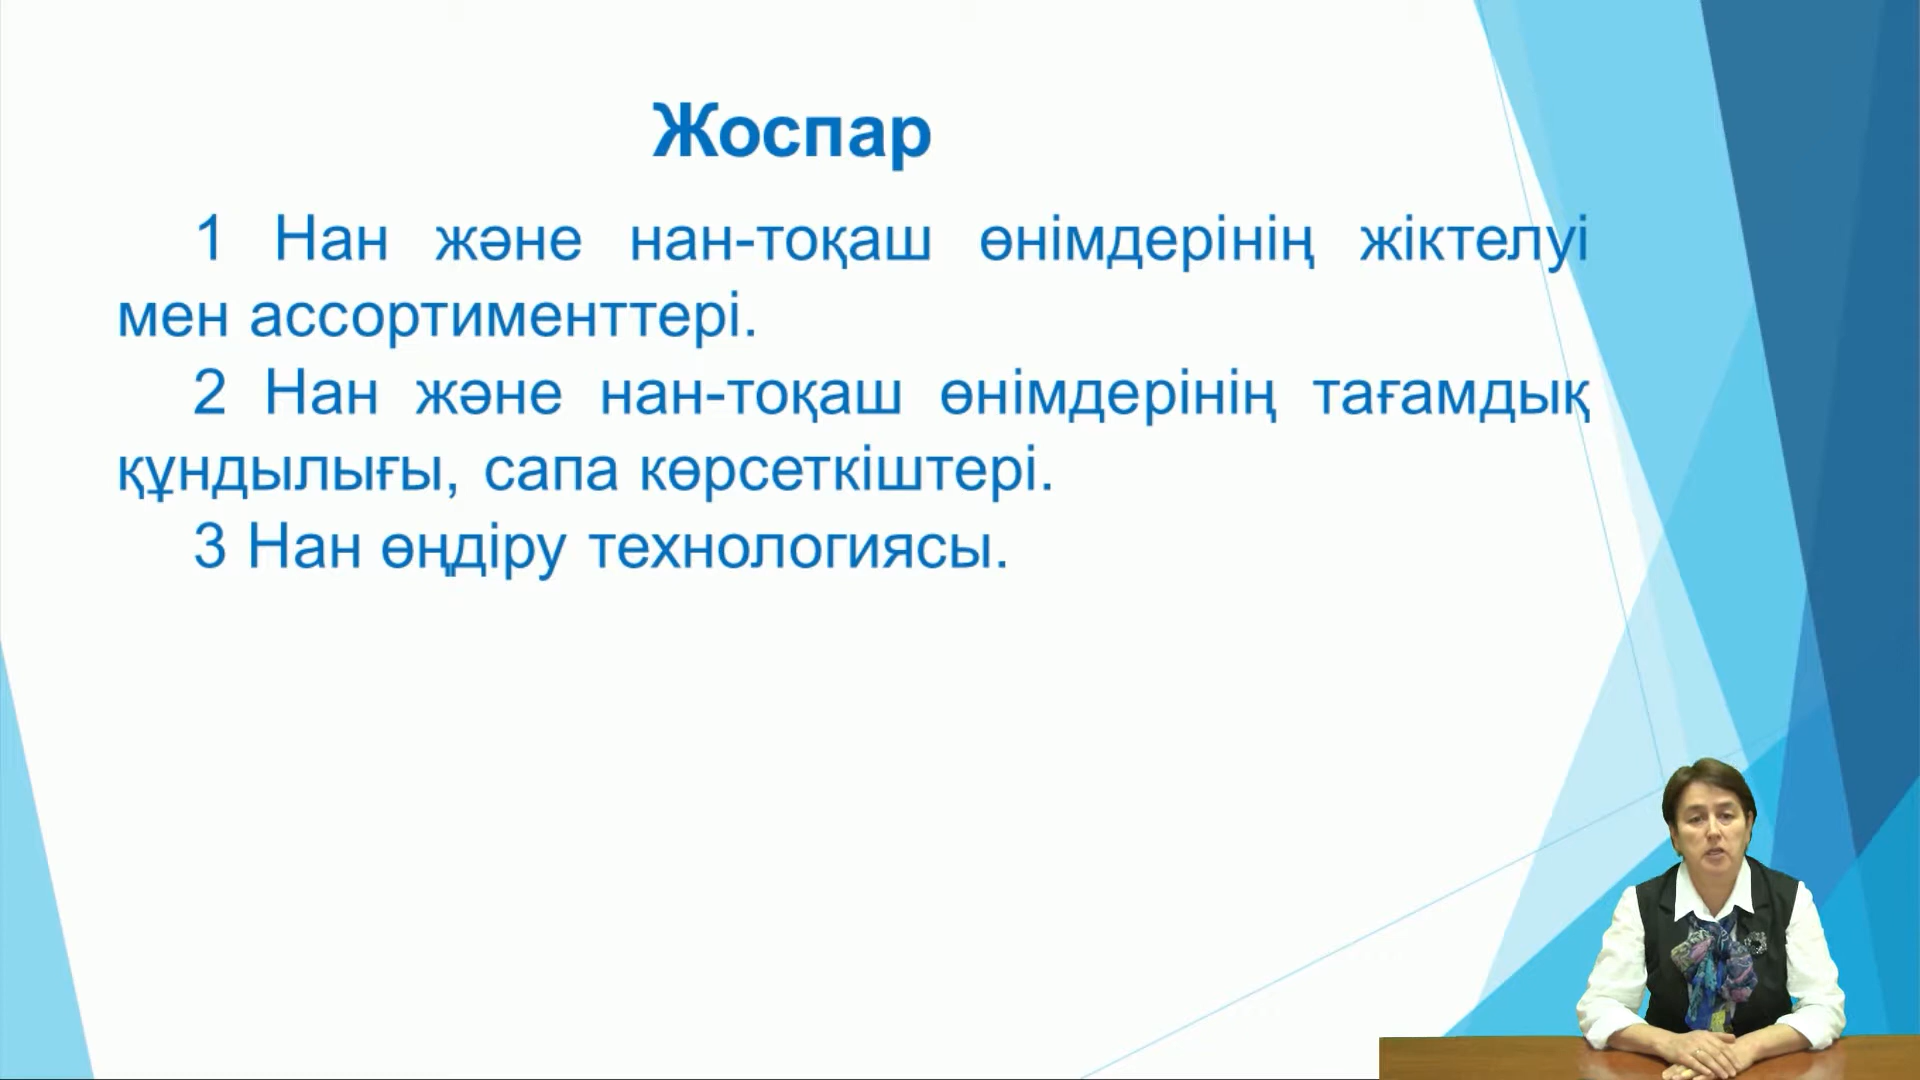 Жоспар
1 Нан және нан-тоқаш өнімдерінің жіктелуі
мен ассортименттері.
2 Нан және нан-тоқаш өнімдерінің тағамдық
құндылығы, сапа көрсеткіштері.
3 Нан өңдіру технологиясы.